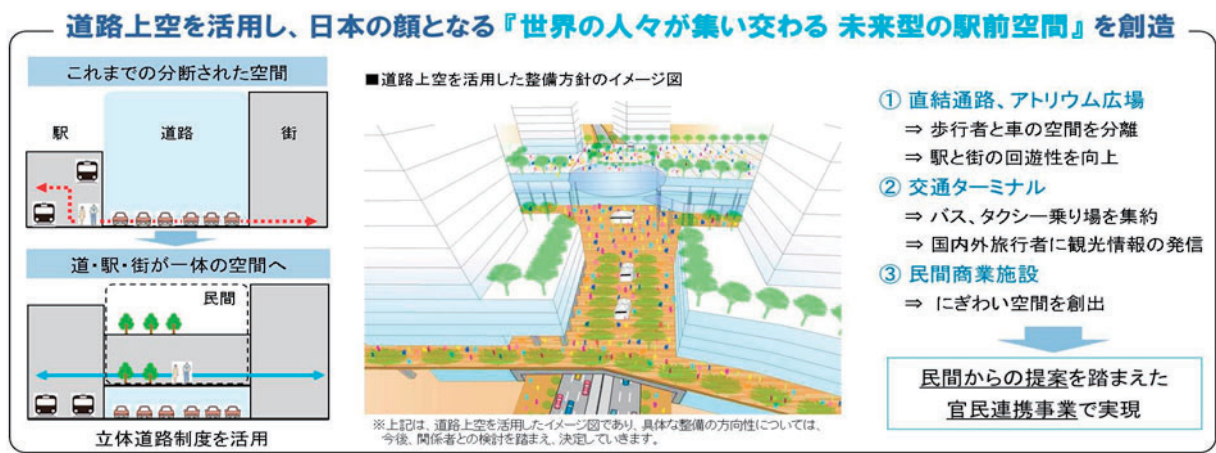 道路上空を活用し、日本の顔となる『世界の人々が集い交わる 未来型の駅前空間』を創造
これまでの分断された空間
駅
道路
街
道・駅・街が一体の空間へ
民間
立体道路制度を活用
■道路上空を活用した整備方針のイメージ図
※上記は、道路上空を活用したイメージ図であり、具体な整備の方向性については、
今後、関係者との検討を踏まえ、決定していきます。
① 直結通路、アトリウム広場
⇒ 歩行者と車の空間を分離
⇒ 駅と街の回遊性を向上
② 交通ターミナル
⇒ バス、タクシー乗り場を集約
⇒ 国内外旅行者に観光情報の発信
③ 民間商業施設
⇒ にぎわい空間を創出
民間からの提案を踏まえた
官民連携事業で実現